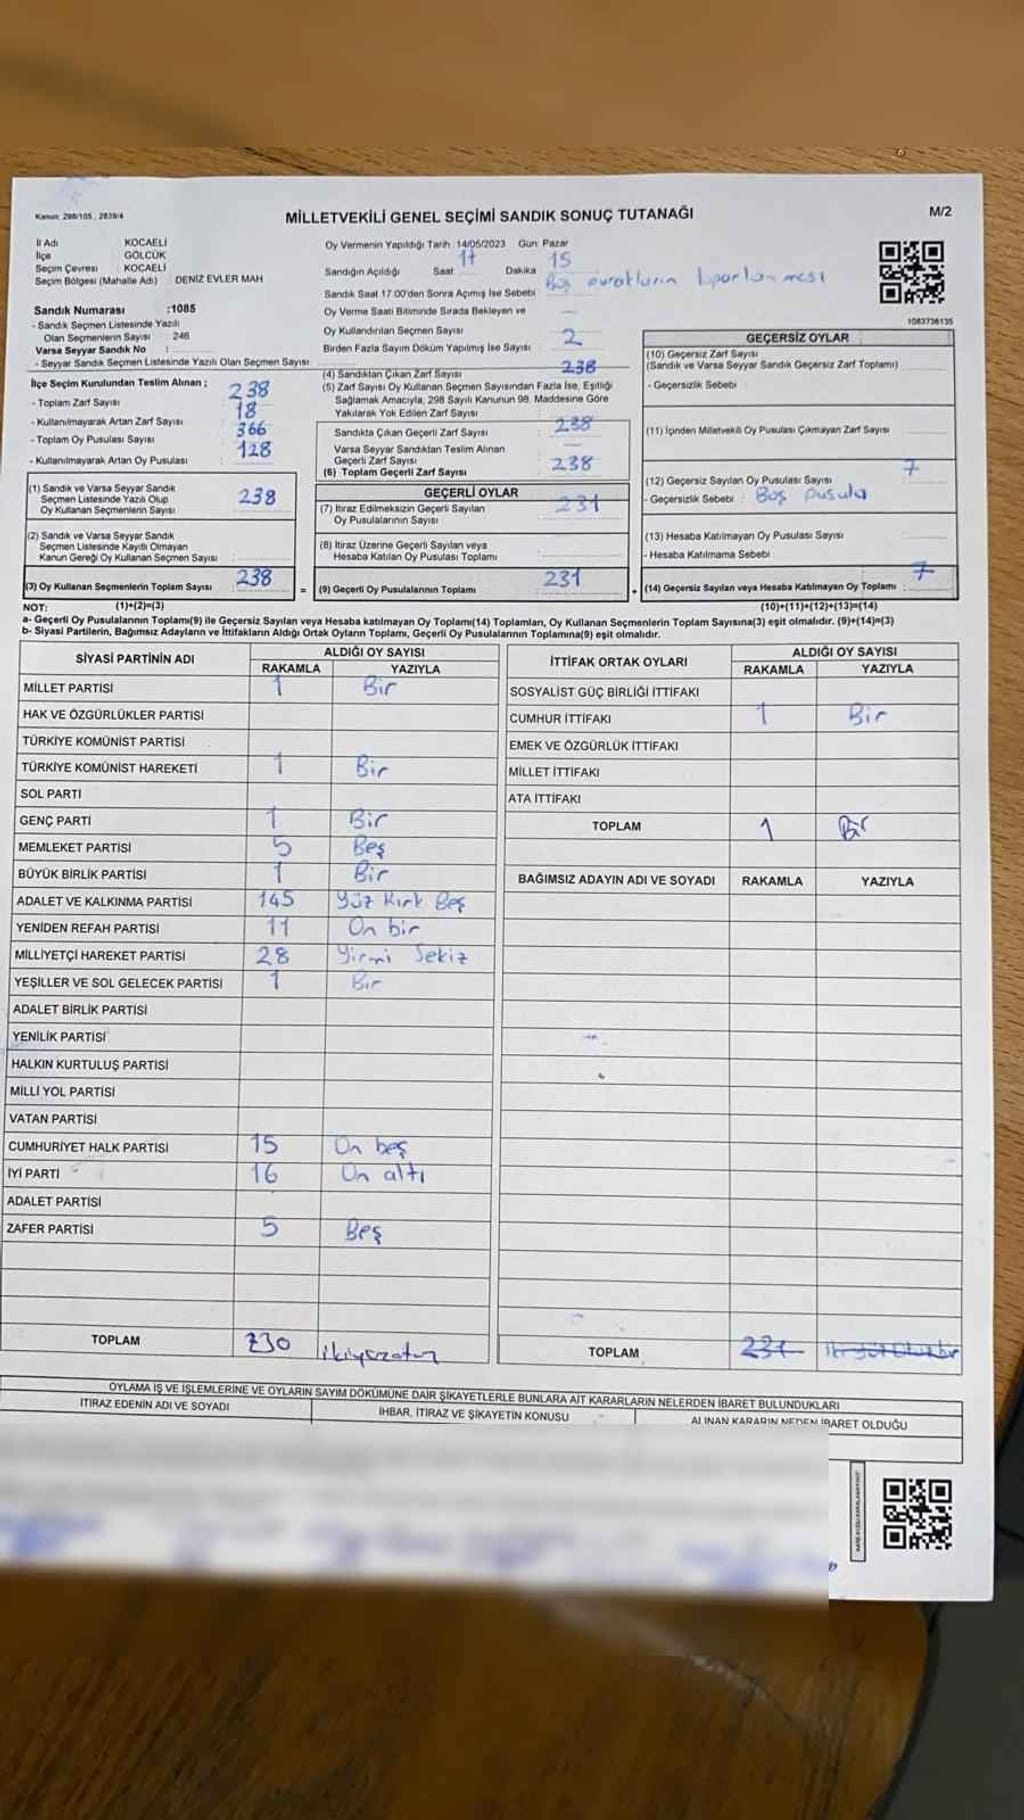 Kanun: 298/105 , 2839/4
MİLLETVEKİLİ GENEL SEÇİMİ SANDIK SONUÇ TUTANAĞI
M/2
İl Adı KOCAELİ
İlçe GÖLCÜK
Seçim Çevresi KOCAELİ
Seçim Bölgesi (Mahalle Adı) DENİZ EVLER MAH
Oy Vermenin Yapıldığı Tarih 14/05/2023 Gün: Pazar
Sandığın Açıldığı Saat 17 Dakika 15
Sandık Saat 17.00'den Sonra Açımış İse Sebebi Boş evrakların toparlanması
Oy Verme Saati Bitiminde Sırada Bekleyen ve
Oy Kullandırılan Seçmen Sayısı —
Birden Fazla Sayım Döküm Yapılmış İse Sayısı 2
1083736135
Sandık Numarası :1085
- Sandık Seçmen Listesinde Yazılı
Olan Seçmenlerin Sayısı : 246
Varsa Seyyar Sandık No :
- Seyyar Sandık Seçmen Listesinde Yazılı Olan Seçmen Sayısı
İlçe Seçim Kurulundan Teslim Alınan ;
- Toplam Zarf Sayısı 238
- Kullanılmayarak Artan Zarf Sayısı 18
- Toplam Oy Pusulası Sayısı 366
- Kullanılmayarak Artan Oy Pusulası 128
(4) Sandıktan Çıkan Zarf Sayısı 238
(5) Zarf Sayısı Oy Kullanan Seçmen Sayısından Fazla İse, Eşitliği
Sağlamak Amacıyla, 298 Sayılı Kanunun 98. Maddesine Göre
Yakılarak Yok Edilen Zarf Sayısı
Sandıkta Çıkan Geçerli Zarf Sayısı 238
Varsa Seyyar Sandıktan Teslim Alınan
Geçerli Zarf Sayısı —
(6) Toplam Geçerli Zarf Sayısı 238
(1) Sandık ve Varsa Seyyar Sandık
Seçmen Listesinde Yazılı Olup
Oy Kullanan Seçmenlerin Sayısı 238
(2) Sandık ve Varsa Seyyar Sandık
Seçmen Listesinde Kayıtlı Olmayan
Kanun Gereği Oy Kullanan Seçmen Sayısı
(3) Oy Kullanan Seçmenlerin Toplam Sayısı 238
=
GEÇERLİ OYLAR
(7) İtiraz Edilmeksizin Geçerli Sayılan
Oy Pusulalarının Sayısı 231
(8) İtiraz Üzerine Geçerli Sayılan veya
Hesaba Katılan Oy Pusulası Toplamı
(9) Geçerli Oy Pusulalarının Toplamı 231
+
GEÇERSİZ OYLAR
(10) Geçersiz Zarf Sayısı
(Sandık ve Varsa Seyyar Sandık Geçersiz Zarf Toplamı)
- Geçersizlik Sebebi
(11) İçinden Milletvekili Oy Pusulası Çıkmayan Zarf Sayısı
(12) Geçersiz Sayılan Oy Pusulası Sayısı 7
- Geçersizlik Sebebi : Boş pusula
(13) Hesaba Katılmayan Oy Pusulası Sayısı
- Hesaba Katılmama Sebebi
(14) Geçersiz Sayılan veya Hesaba Katılmayan Oy Toplamı : 7
NOT: (1)+(2)=(3)
(10)+(11)+(12)+(13)=(14)
a- Geçerli Oy Pusulasının Toplamı(9) ile Geçersiz Sayılan veya Hesaba katılmayan Oy Toplamı(14) Toplamları, Oy Kullanan Seçmenlerin Toplam Sayısına(3) eşit olmalıdır. (9)+(14)=(3)
b- Siyasi Partilerin, Bağımsız Adayların ve İttifakların Aldığı Ortak Oyların Toplamı, Geçerli Oy Pusulalarının Toplamına(9) eşit olmalıdır.
SİYASİ PARTİNİN ADI
ALDIĞI OY SAYISI
RAKAMLA YAZIYLA
MİLLET PARTİSİ 1 Bir
HAK VE ÖZGÜRLÜKLER PARTİSİ
TÜRKİYE KOMÜNİST PARTİSİ
TÜRKİYE KOMÜNİST HAREKETİ 1 Bir
SOL PARTİ
GENÇ PARTİ 1 Bir
MEMLEKET PARTİSİ 5 Beş
BÜYÜK BİRLİK PARTİSİ 1 Bir
ADALET VE KALKINMA PARTİSİ 145 Yüz Kırk Beş
YENİDEN REFAH PARTİSİ 11 On bir
MİLLİYETÇİ HAREKET PARTİSİ 28 Yirmi Sekiz
YEŞİLLER VE SOL GELECEK PARTİSİ 1 Bir
ADALET BİRLİK PARTİSİ
YENİLİK PARTİSİ
HALKIN KURTULUŞ PARTİSİ
MİLLİ YOL PARTİSİ
VATAN PARTİSİ
CUMHURİYET HALK PARTİSİ 15 On beş
İYİ PARTİ 16 On altı
ADALET PARTİSİ
ZAFER PARTİSİ 5 Beş
TOPLAM 230 ikiyüzotuz
İTTİFAK ORTAK OYLARI
ALDIĞI OY SAYISI
RAKAMLA YAZIYLA
SOSYALİST GÜÇ BİRLİĞİ İTTİFAKI
CUMHUR İTTİFAKI 1 Bir
EMEK VE ÖZGÜRLÜK İTTİFAKI
MİLLET İTTİFAKI
ATA İTTİFAKI
TOPLAM 1 Bir
BAĞIMSIZ ADAYIN ADI VE SOYADI RAKAMLA YAZIYLA
TOPLAM 231
OYLAMA İŞ VE İŞLEMLERİNE VE OYLARIN SAYIM DÖKÜMÜNE DAİR ŞİKAYETLERLE BUNLARA AİT KARARLARIN NELERDEN İBARET BULUNDUKLARI
İTİRAZ EDENİN ADI VE SOYADI
İHBAR, İTİRAZ VE ŞİKAYETİN KONUSU
ALINAN KARARIN NEDEN İBARET OLDUĞU